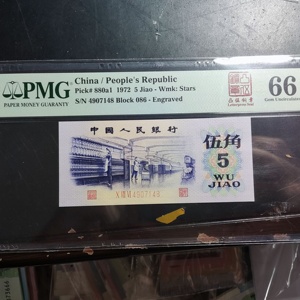 PMG
PAPER MONEY GUARANTY
China / People's Republic
Pick# 880a1 1972 5 Jiao - Wmk: Stars
S/N 4907148 Block 086 - Engraved
66
中国人民银行
伍角
5
WU
JIAO
4907148